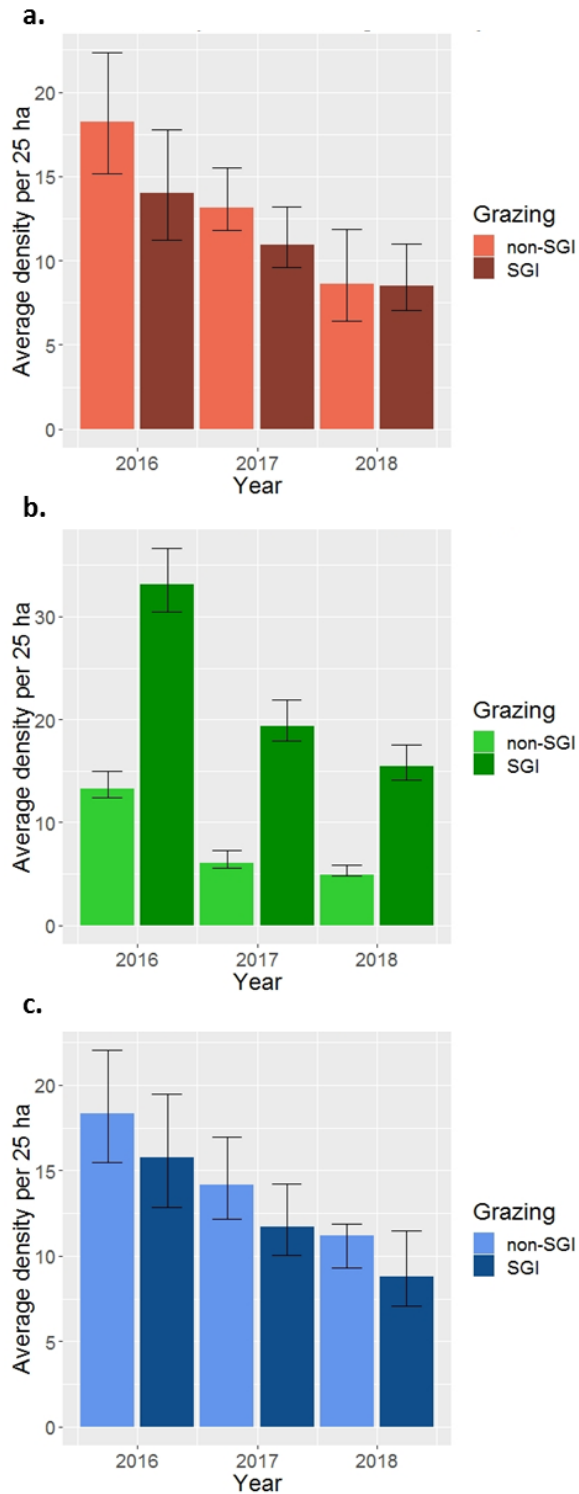 a.
Average density per 25 ha
20
15
10
5
0
2016 2017 2018
Year
Grazing
non-SGI
SGI
b.
Average density per 25 ha
30
20
10
0
2016 2017 2018
Year
Grazing
non-SGI
SGI
c.
Average density per 25 ha
20
15
10
5
0
2016 2017 2018
Year
Grazing
non-SGI
SGI